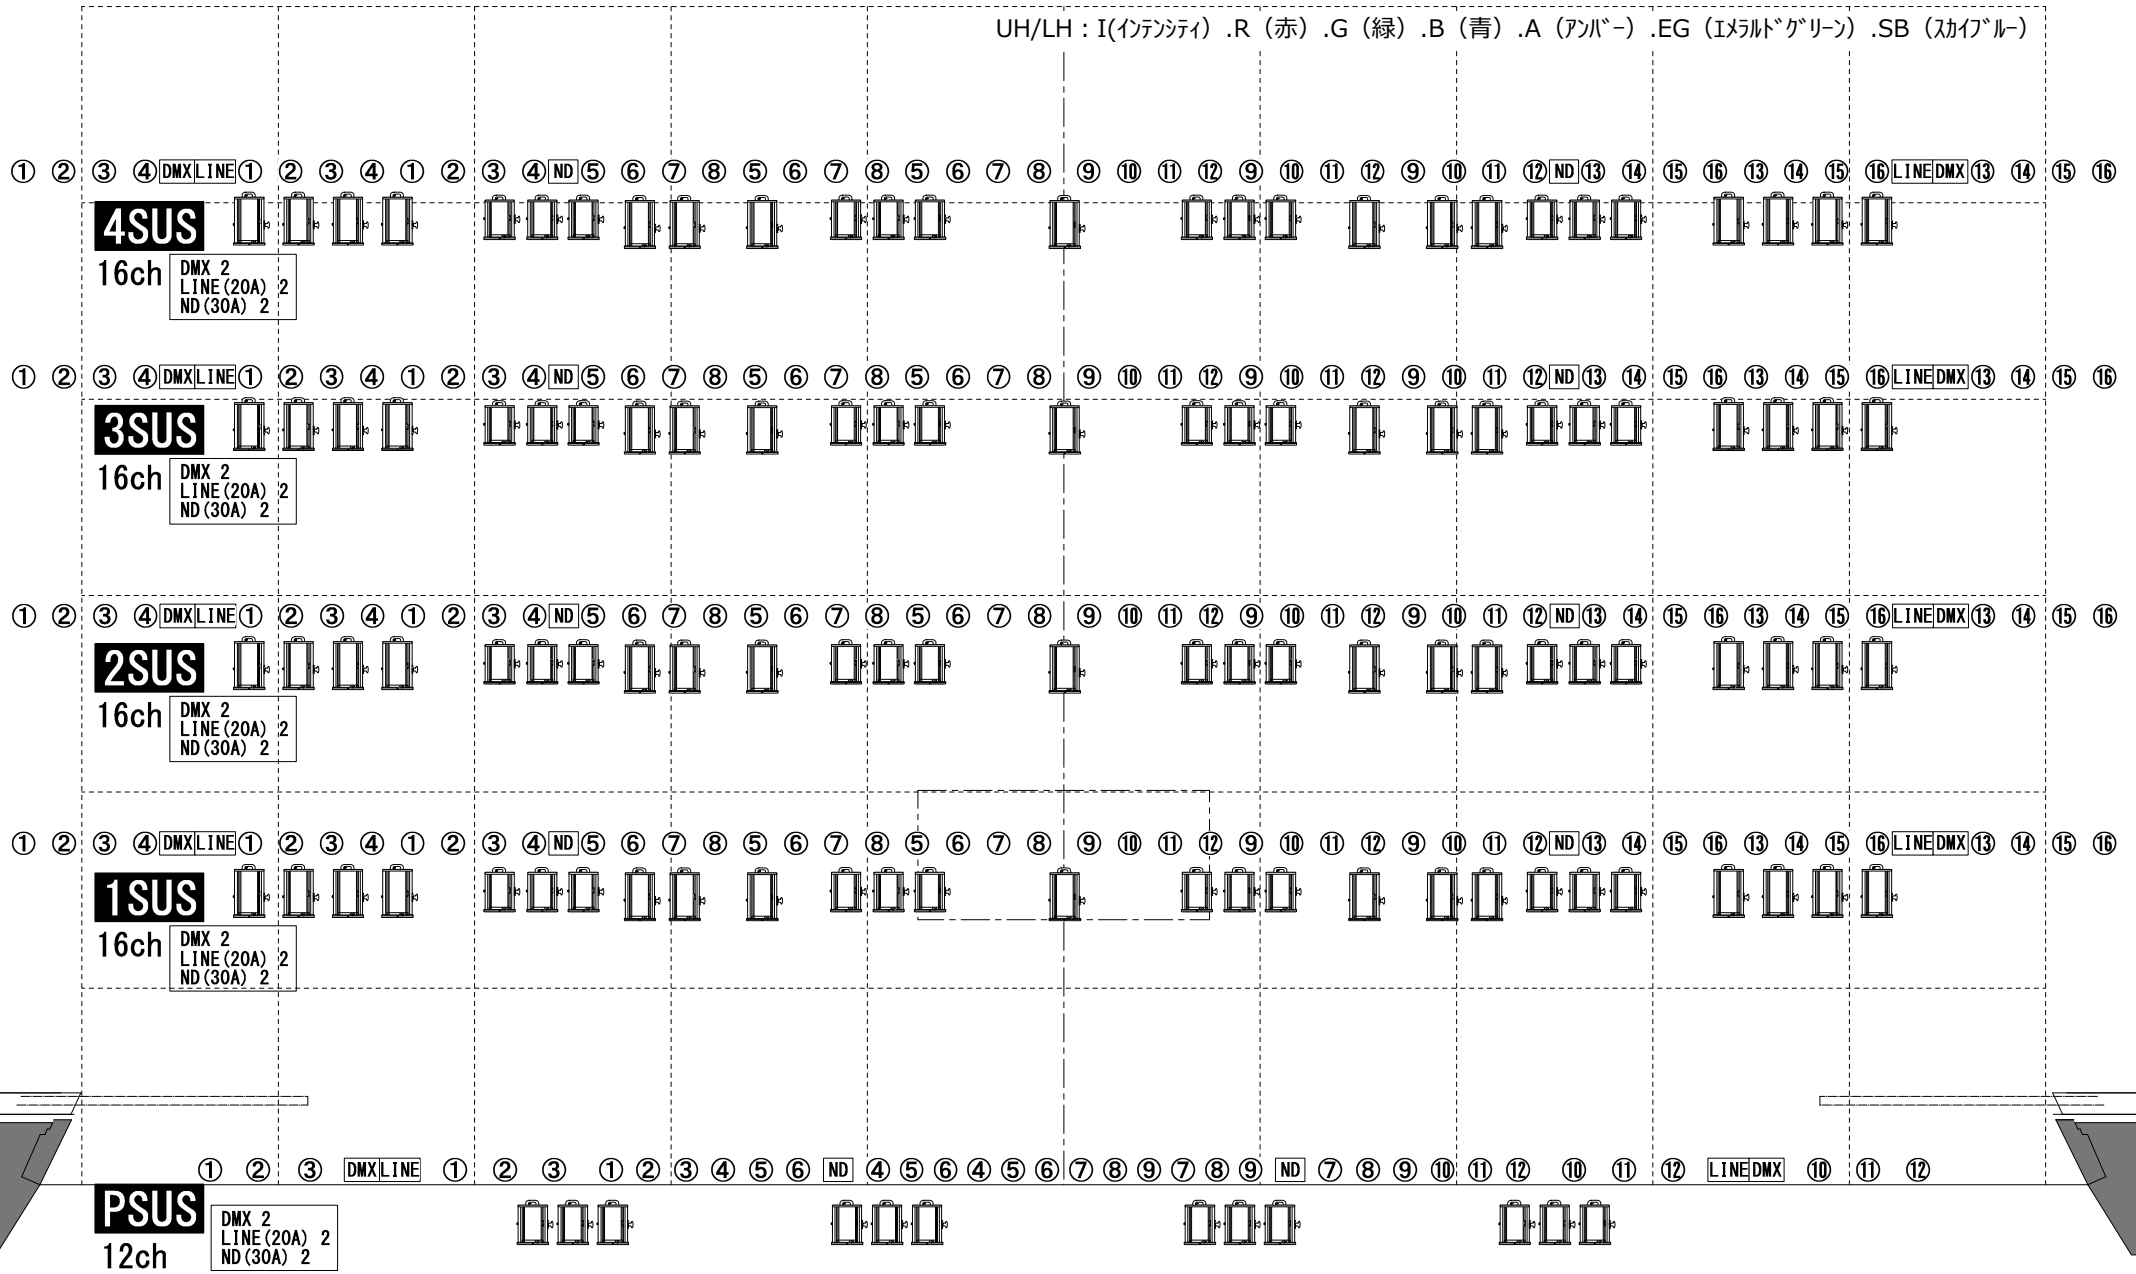 UH/LH：I(ｲﾝﾃﾝｼﾃｨ）.R（赤）.G（緑）.B（青）.A（ｱﾝﾊﾞｰ）.EG（ｴﾒﾗﾙﾄﾞｸﾞﾘｰﾝ）.SB（ｽｶｲﾌﾞﾙｰ）
① ② ③ ④ DMX LINE ① ② ③ ④ ① ② ③ ④ ND ⑤ ⑥ ⑦ ⑧ ⑤ ⑥ ⑦ ⑧ ⑤ ⑥ ⑦ ⑧ ⑨ ⑩ ⑪ ⑫ ⑨ ⑩ ⑪ ⑫ ⑨ ⑩ ⑪ ⑫ ND ⑬ ⑭ ⑮ ⑯ ⑬ ⑭ ⑮ ⑯ LINE DMX ⑬ ⑭ ⑮ ⑯
4SUS
16ch
DMX 2
LINE(20A) 2
ND(30A) 2
① ② ③ ④ DMX LINE ① ② ③ ④ ① ② ③ ④ ND ⑤ ⑥ ⑦ ⑧ ⑤ ⑥ ⑦ ⑧ ⑤ ⑥ ⑦ ⑧ ⑨ ⑩ ⑪ ⑫ ⑨ ⑩ ⑪ ⑫ ⑨ ⑩ ⑪ ⑫ ND ⑬ ⑭ ⑮ ⑯ ⑬ ⑭ ⑮ ⑯ LINE DMX ⑬ ⑭ ⑮ ⑯
3SUS
16ch
DMX 2
LINE(20A) 2
ND(30A) 2
① ② ③ ④ DMX LINE ① ② ③ ④ ① ② ③ ④ ND ⑤ ⑥ ⑦ ⑧ ⑤ ⑥ ⑦ ⑧ ⑤ ⑥ ⑦ ⑧ ⑨ ⑩ ⑪ ⑫ ⑨ ⑩ ⑪ ⑫ ⑨ ⑩ ⑪ ⑫ ND ⑬ ⑭ ⑮ ⑯ ⑬ ⑭ ⑮ ⑯ LINE DMX ⑬ ⑭ ⑮ ⑯
2SUS
16ch
DMX 2
LINE(20A) 2
ND(30A) 2
① ② ③ ④ DMX LINE ① ② ③ ④ ① ② ③ ④ ND ⑤ ⑥ ⑦ ⑧ ⑤ ⑥ ⑦ ⑧ ⑤ ⑥ ⑦ ⑧ ⑨ ⑩ ⑪ ⑫ ⑨ ⑩ ⑪ ⑫ ⑨ ⑩ ⑪ ⑫ ND ⑬ ⑭ ⑮ ⑯ ⑬ ⑭ ⑮ ⑯ LINE DMX ⑬ ⑭ ⑮ ⑯
1SUS
16ch
DMX 2
LINE(20A) 2
ND(30A) 2
① ② ③ DMX LINE ① ② ③ ① ② ③ ④ ⑤ ⑥ ND ④ ⑤ ⑥ ④ ⑤ ⑥ ⑦ ⑧ ⑨ ⑦ ⑧ ⑨ ND ⑦ ⑧ ⑨ ⑩ ⑪ ⑫ ⑩ ⑪ ⑫ LINE DMX ⑩ ⑪ ⑫
PSUS
12ch
DMX 2
LINE(20A) 2
ND(30A) 2